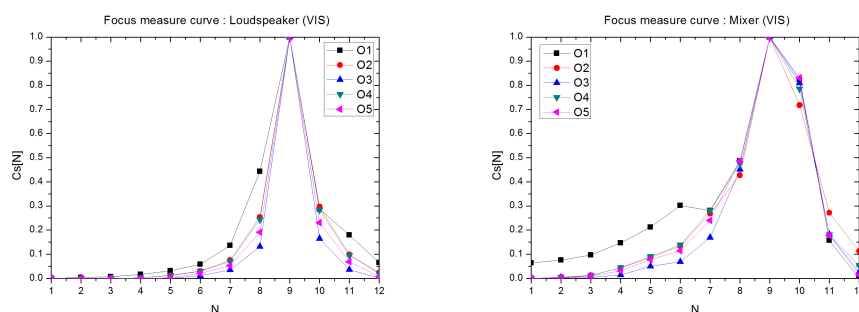 Focus measure curve : Loudspeaker (VIS)
1.0
0.9
0.8
0.7
0.6
0.5
0.4
0.3
0.2
0.1
0.0
Cs[N]
O1
O2
O3
O4
O5
1 2 3 4 5 6 7 8 9 10 11 12
N
Focus measure curve : Mixer (VIS)
1.0
0.9
0.8
0.7
0.6
0.5
0.4
0.3
0.2
0.1
0.0
Cs[N]
O1
O2
O3
O4
O5
1 2 3 4 5 6 7 8 9 10 11
N